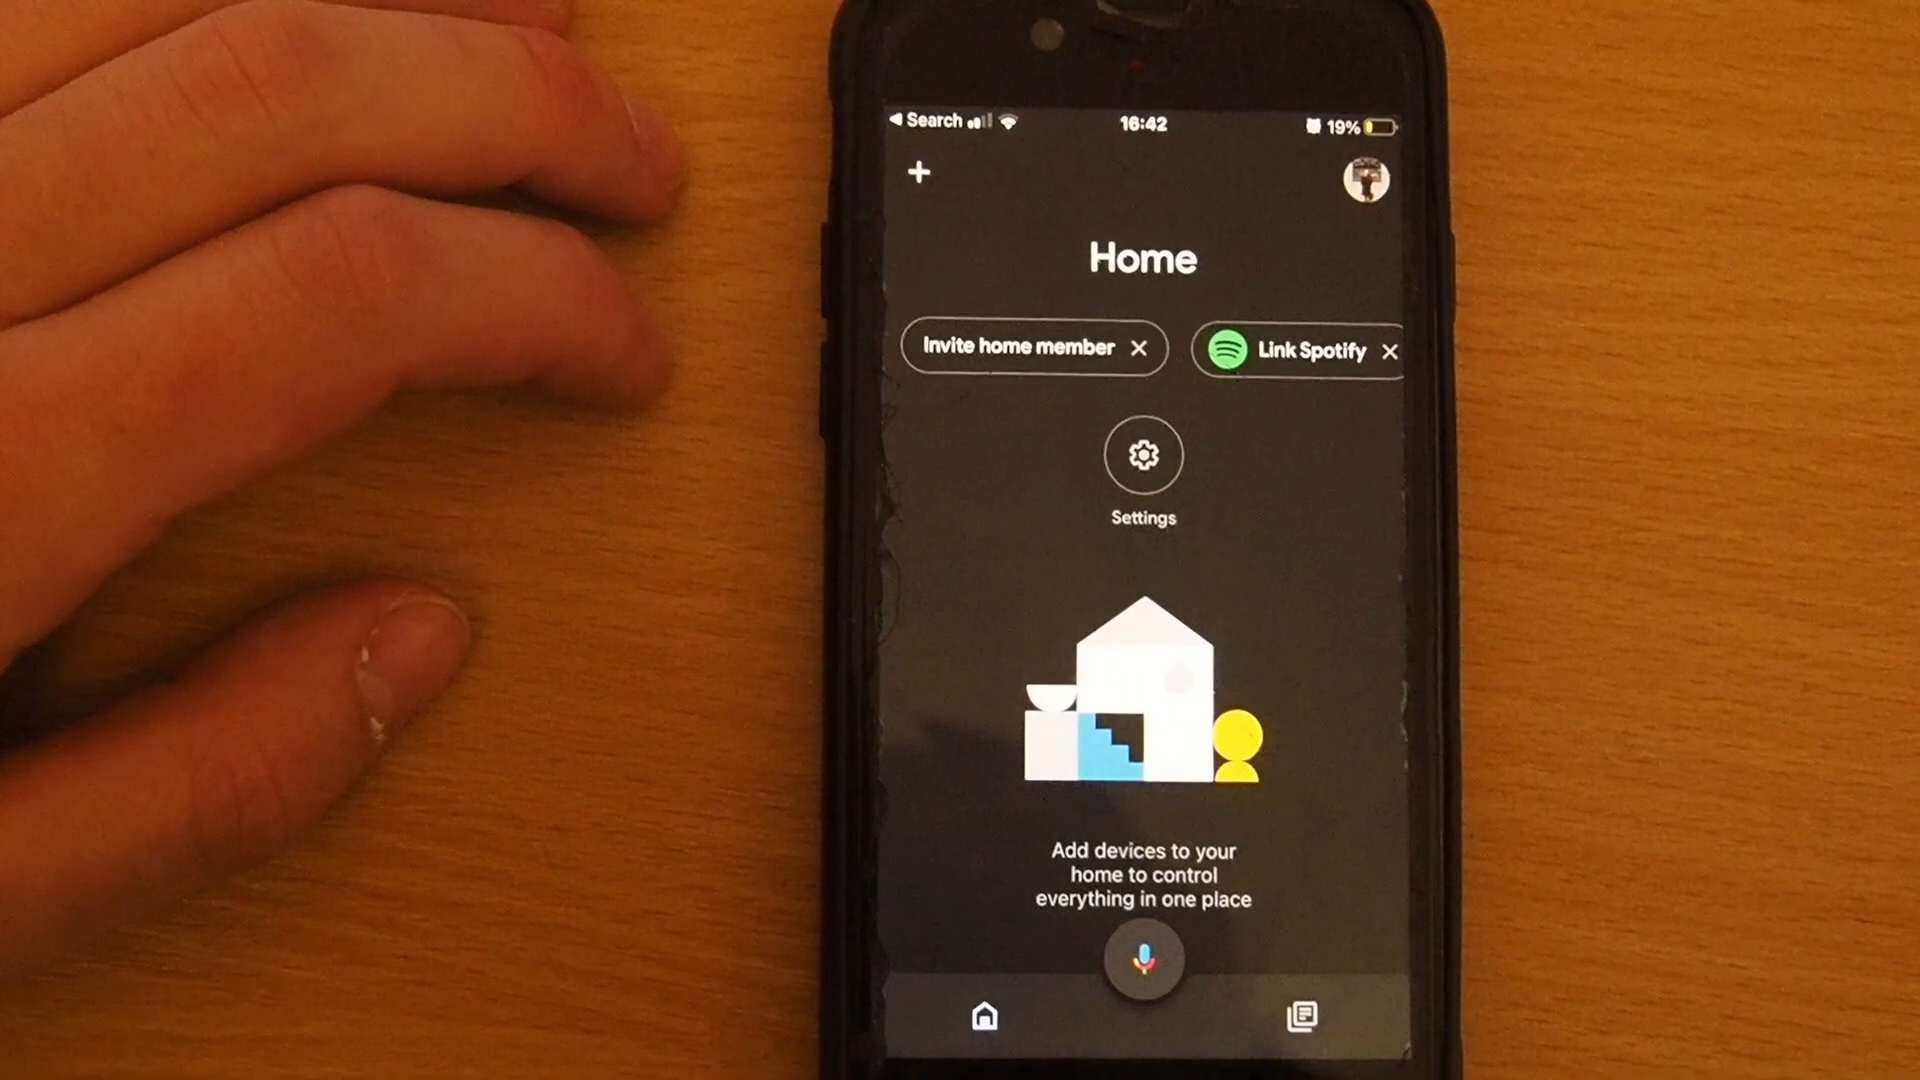 Search
16:42
19%
Home
Invite home member
Link Spotify
Settings
Add devices to your
home to control
everything in one place